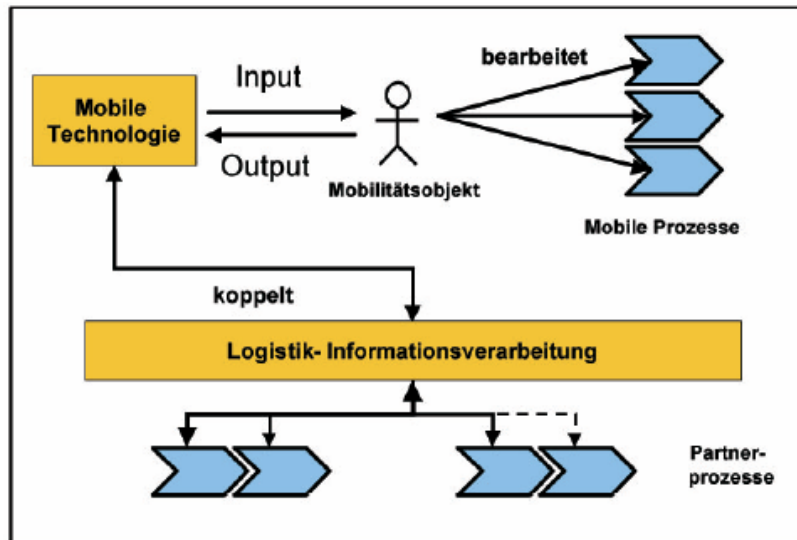 bearbeitet
Input
Mobile
Technologie
Output
Mobilitätsobjekt
Mobile Prozesse
koppelt
Logistik- Informationsverarbeitung
Partner-
prozesse